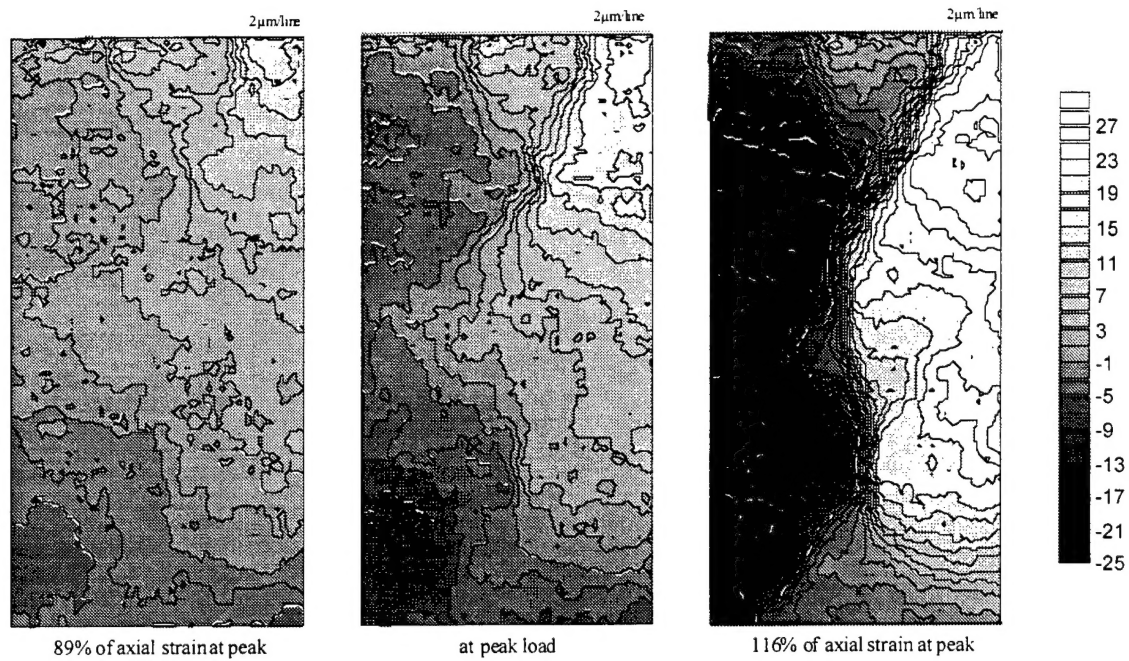 2μm/line
2μm/line
2μm/line
27
23
19
15
11
7
3
-1
-5
-9
-13
-17
-21
-25
89% of axial strain at peak
at peak load
116% of axial strain at peak